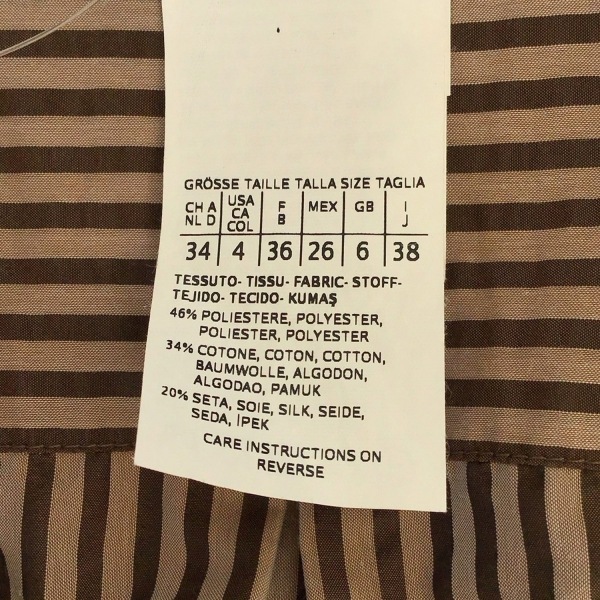 GRÖSSE TAILLE TALLA SIZE TAGLIA
CH A USA F MEX GB I
NL D CA B J
COL
34 4 36 26 6 38
TESSUTO- TISSU- FABRIC- STOFF-
TEJIDO- TECIDO- KUMAŞ
46% POLIESTERE, POLYESTER,
POLIESTER, POLYESTER
34% COTONE, COTON, COTTON,
BAUMWOLLE, ALGODON,
ALGODAO, PAMUK
20% SETA, SOIE, SILK, SEIDE,
SEDA, İPEK
CARE INSTRUCTIONS ON
REVERSE